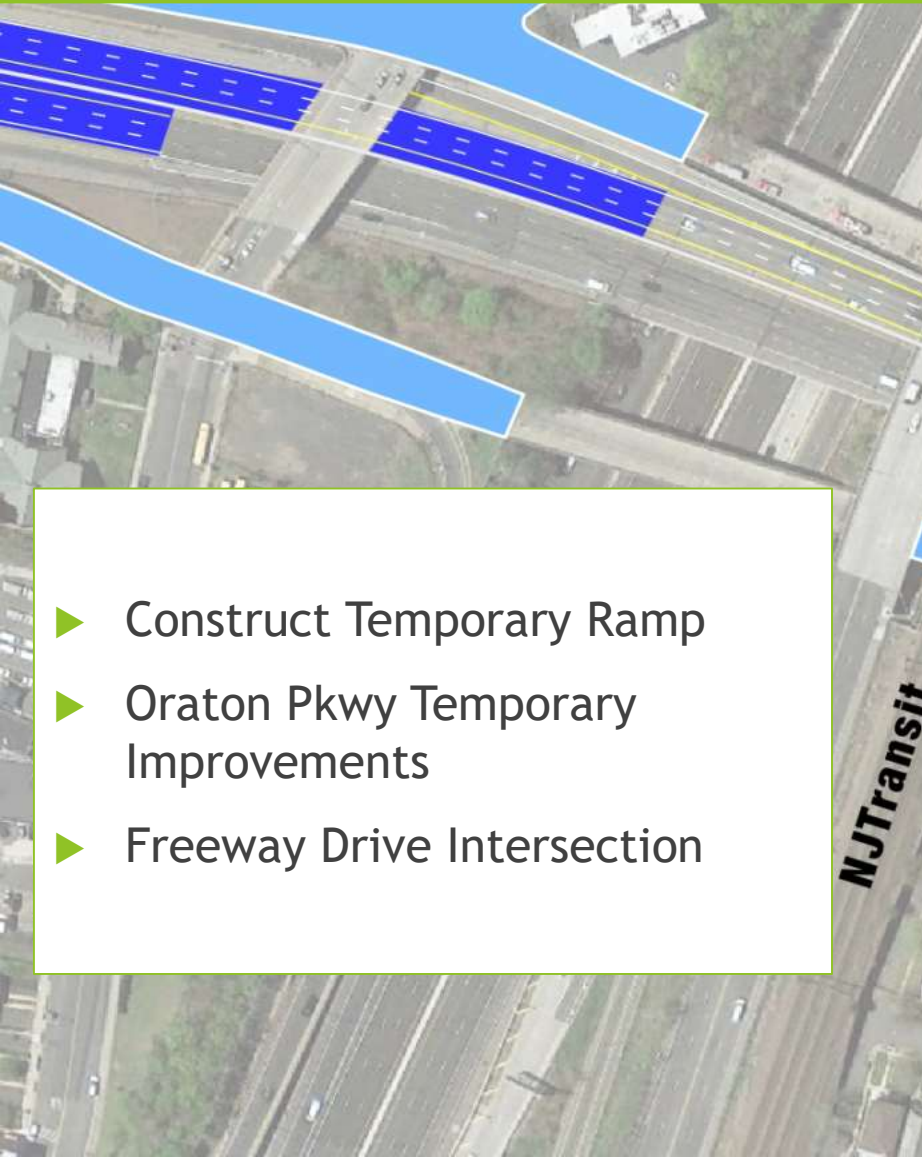 Construct Temporary Ramp
Oraton Pkwy Temporary
Improvements
Freeway Drive Intersection
NJTransit